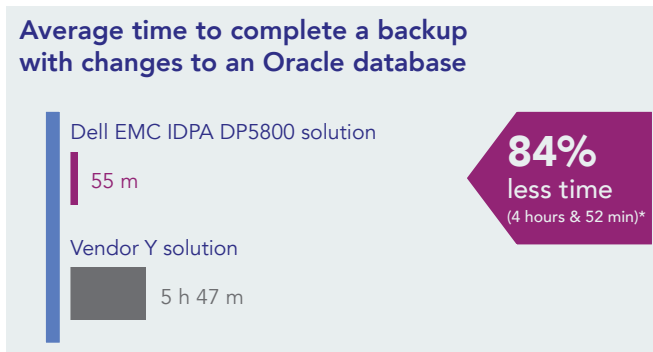 Average time to complete a backup
with changes to an Oracle database
Dell EMC IDPA DP5800 solution
55 m
84%
less time
(4 hours & 52 min)*
Vendor Y solution
5 h 47 m